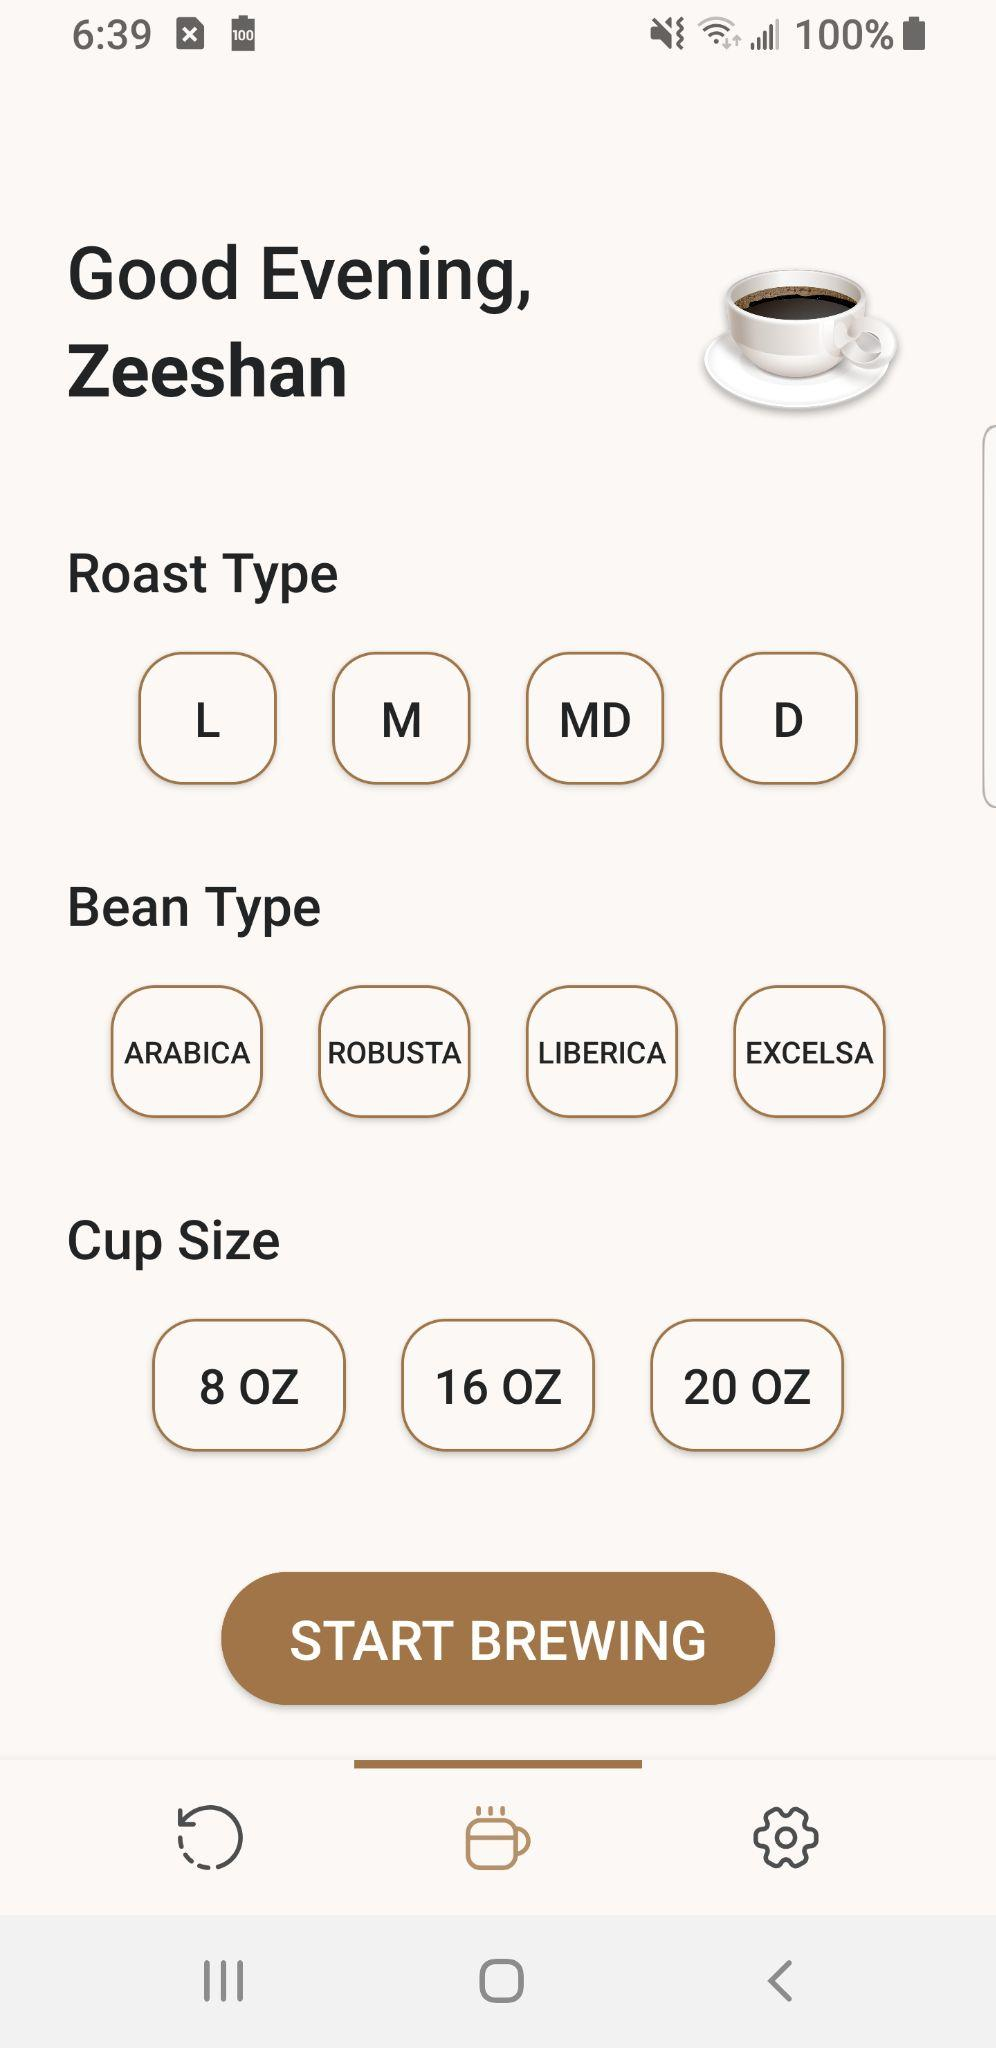 6:39 100 100%
Good Evening,
Zeeshan
Roast Type
L M MD D
Bean Type
ARABICA ROBUSTA LIBERICA EXCELSA
Cup Size
8 OZ 16 OZ 20 OZ
START BREWING